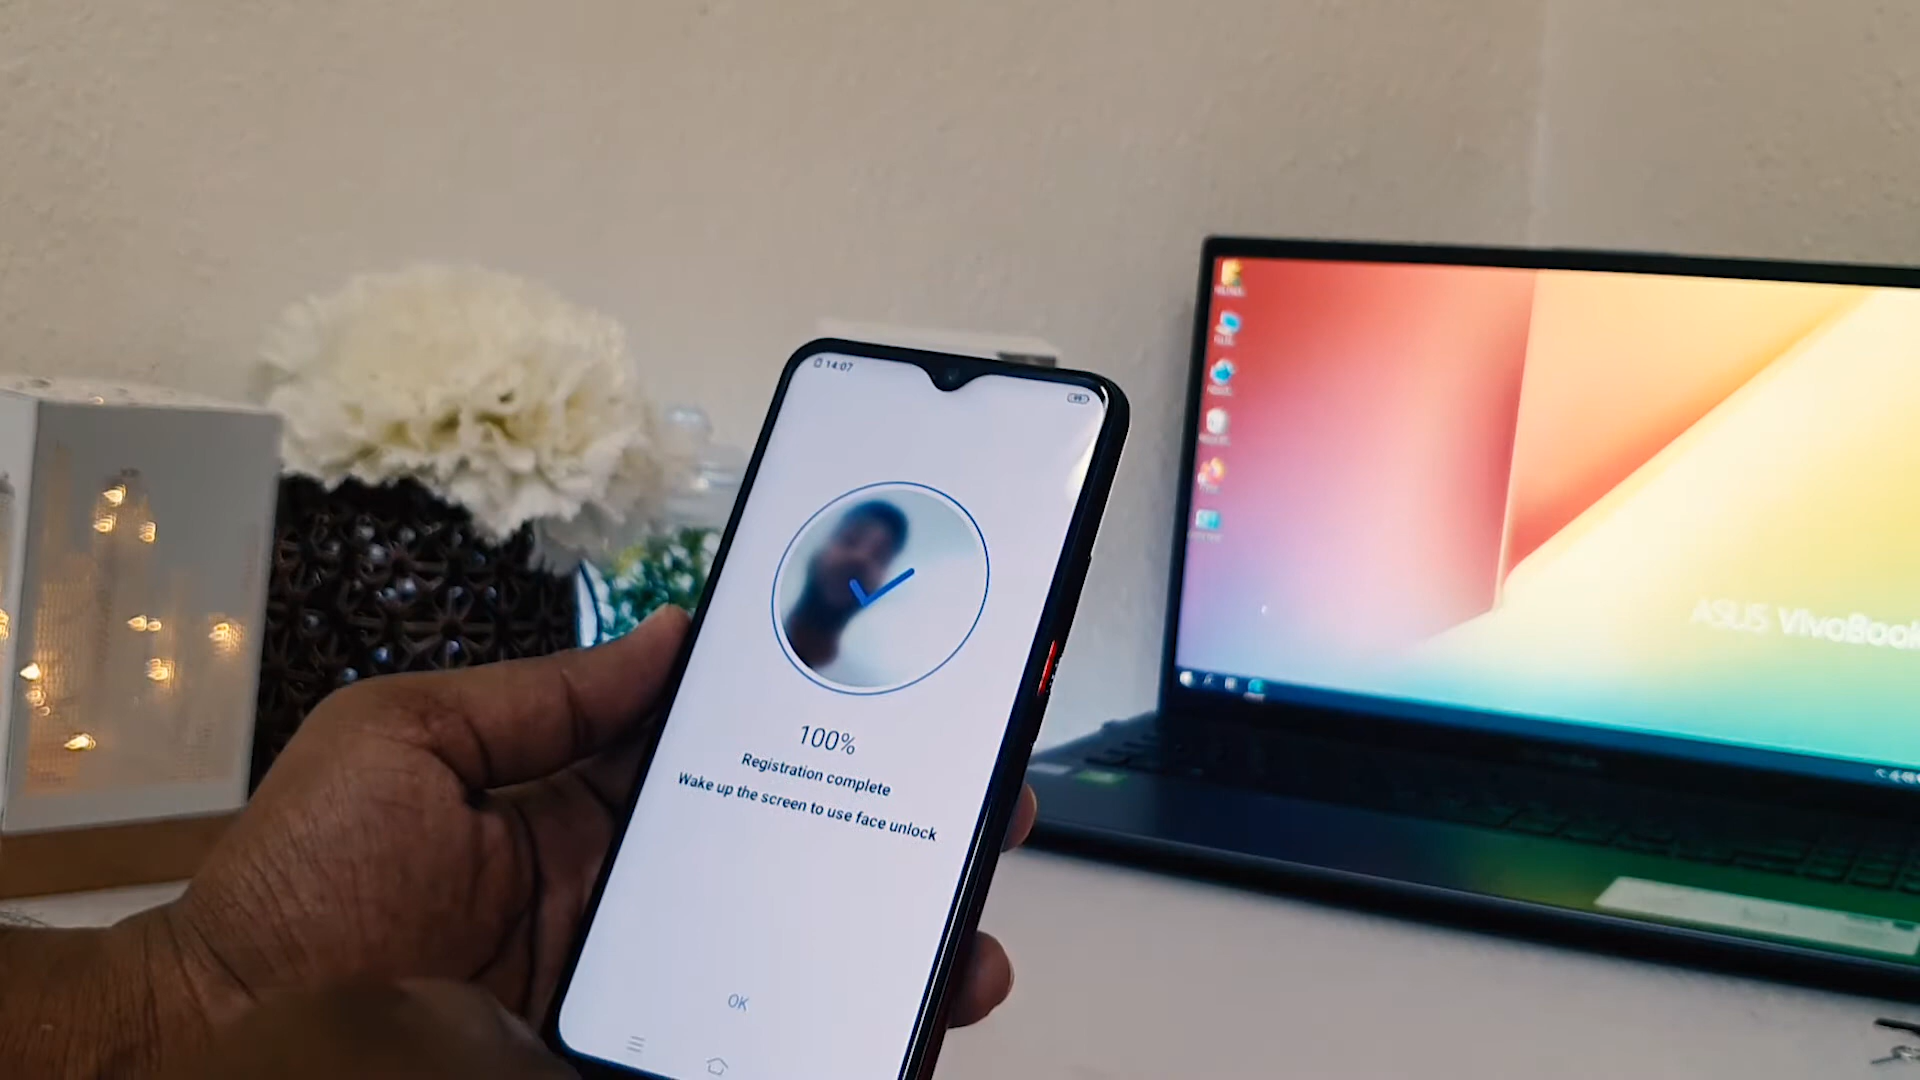 14:07
100%
Registration complete
Wake up the screen to use face unlock
OK
ASUS VivoBook